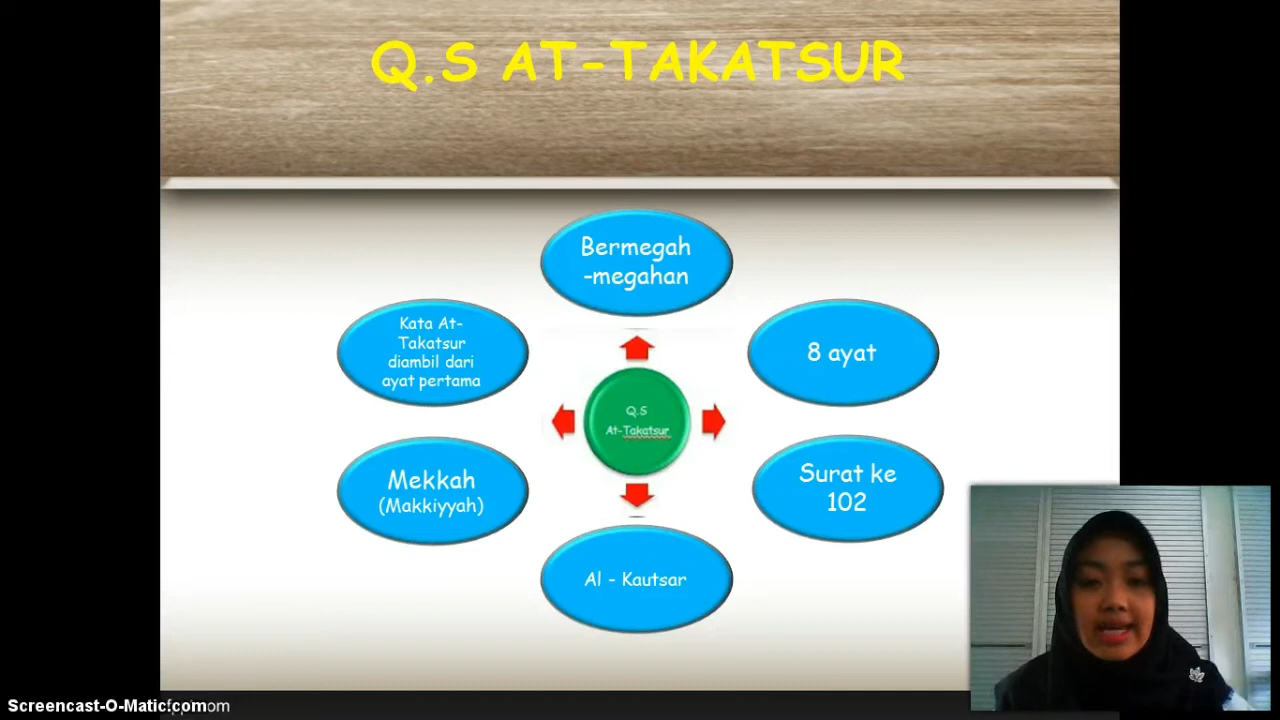 Q.S AT-TAKATSUR
Bermegah
-megahan
Kata At-
Takatsur
diambil dari
ayat pertama
8 ayat
Q.S
At-Takatsur
Mekkah
(Makkiyyah)
Surat ke
102
Al - Kautsar
Screencast-O-Matic.com